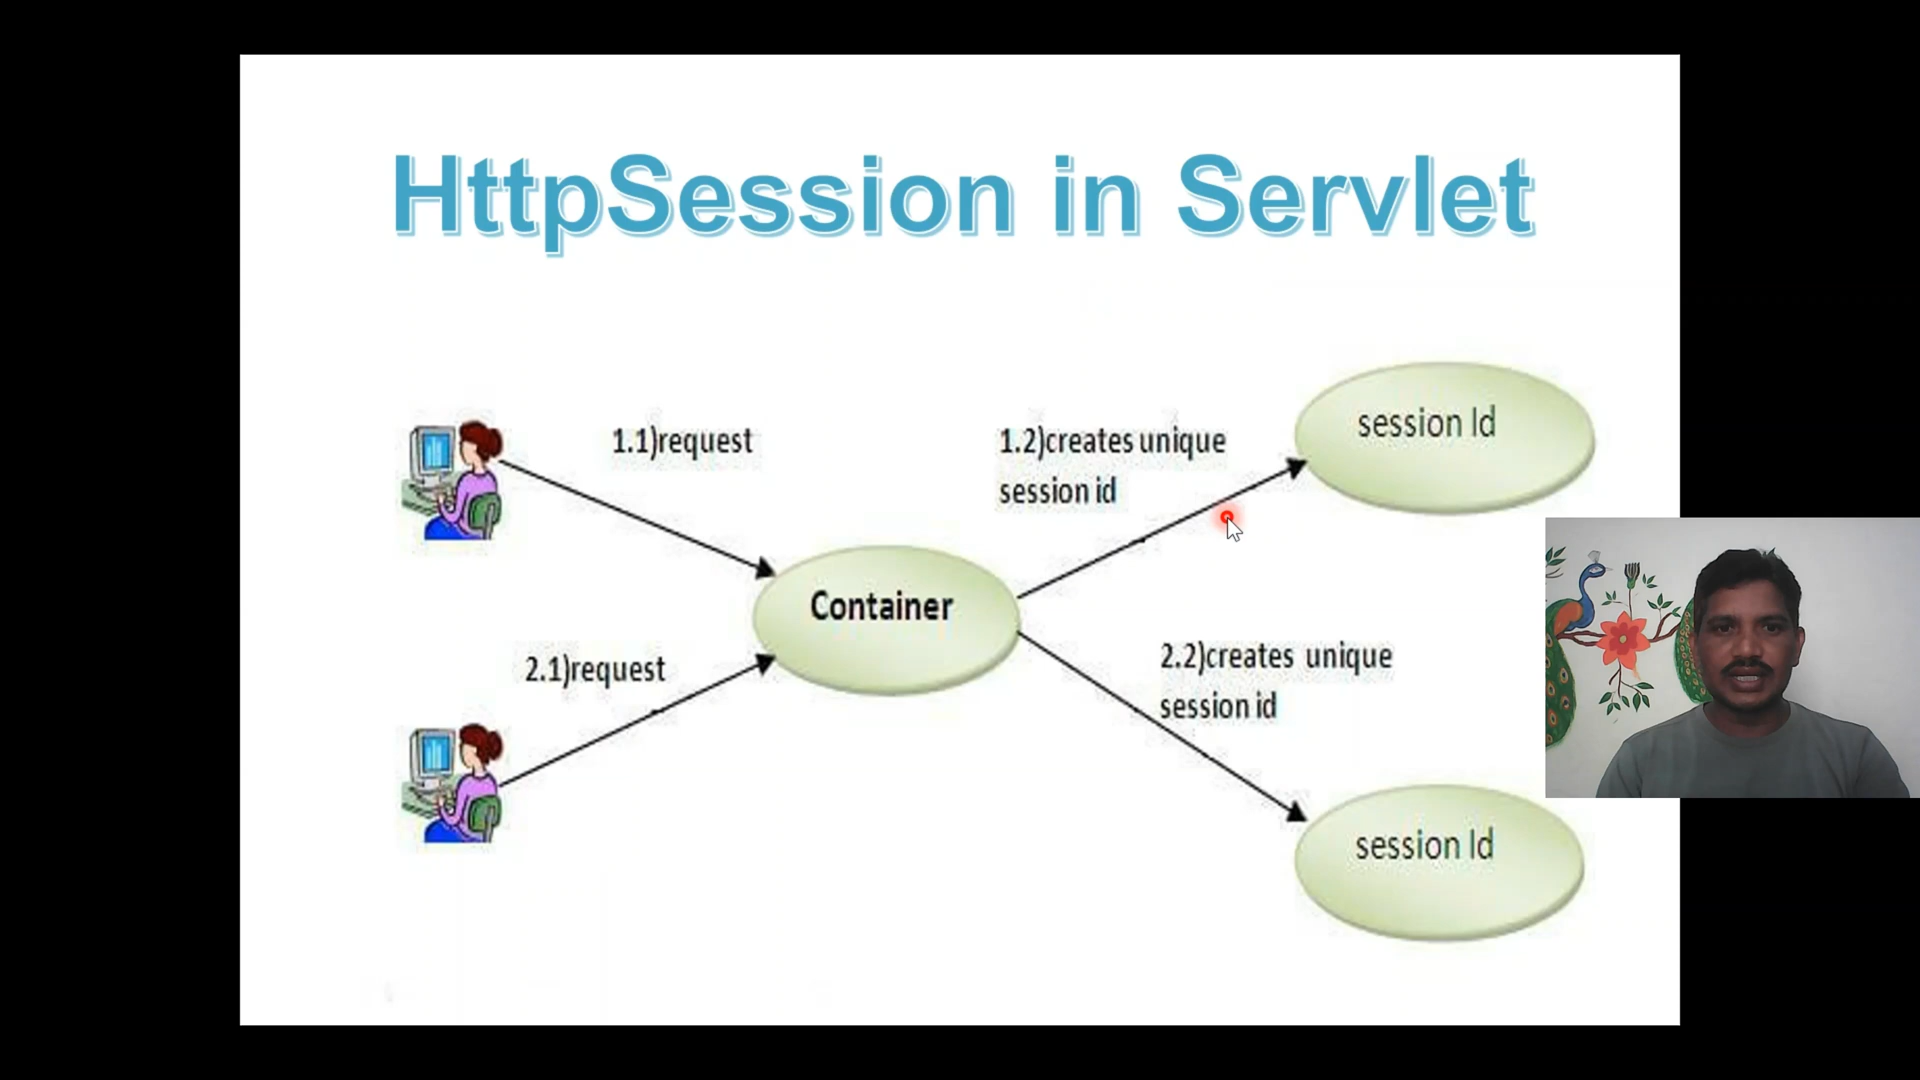 HttpSession in Servlet
1.1)request
1.2)creates unique
session id
session Id
Container
2.1)request
2.2)creates unique
session id
session Id